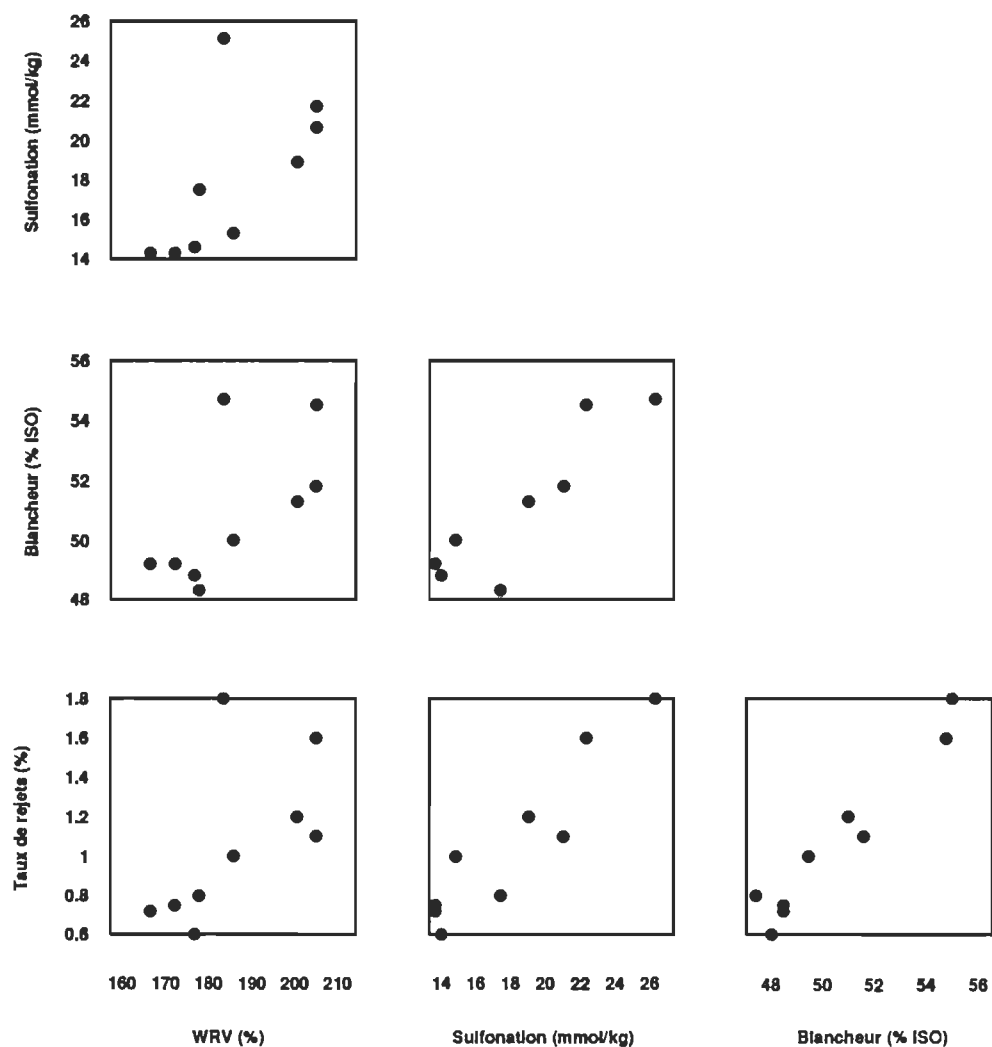 26
24
22
20
18
16
14
Sulfonation (mmol/kg)
56
54
52
50
48
Blancheur (% ISO)
1.8
1.6
1.4
1.2
1
0.8
0.6
Taux de rejets (%)
160 170 180 190 200 210
14 16 18 20 22 24 26
48 50 52 54 56
WRV (%)
Sulfonation (mmol/kg)
Blancheur (% ISO)